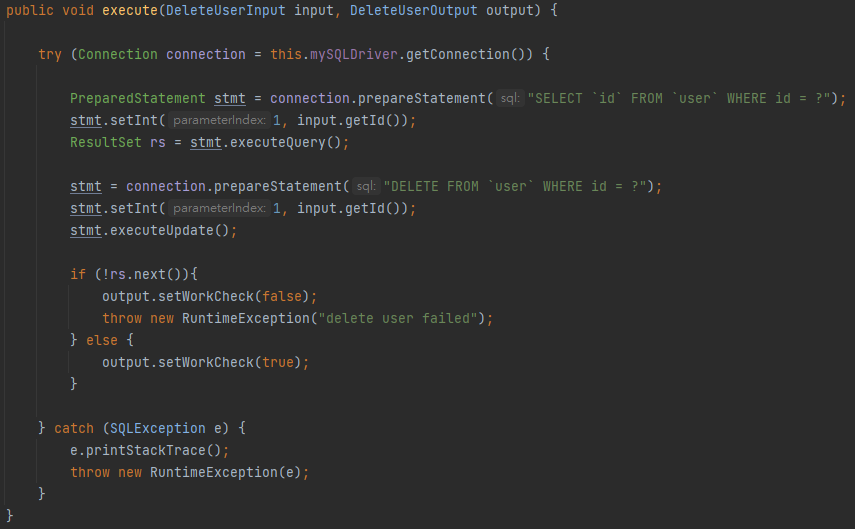 public void execute(DeleteUserInput input, DeleteUserOutput output) {
try (Connection connection = this.mySQLDriver.getConnection()) {
PreparedStatement stmt = connection.prepareStatement( sql: "SELECT `id` FROM `user` WHERE id = ?");
stmt.setInt( parameterIndex: 1, input.getId());
ResultSet rs = stmt.executeQuery();
stmt = connection.prepareStatement( sql: "DELETE FROM `user` WHERE id = ?");
stmt.setInt( parameterIndex: 1, input.getId());
stmt.executeUpdate();
if (!rs.next()){
output.setWorkCheck(false);
throw new RuntimeException("delete user failed");
} else {
output.setWorkCheck(true);
}
} catch (SQLException e) {
e.printStackTrace();
throw new RuntimeException(e);
}
}